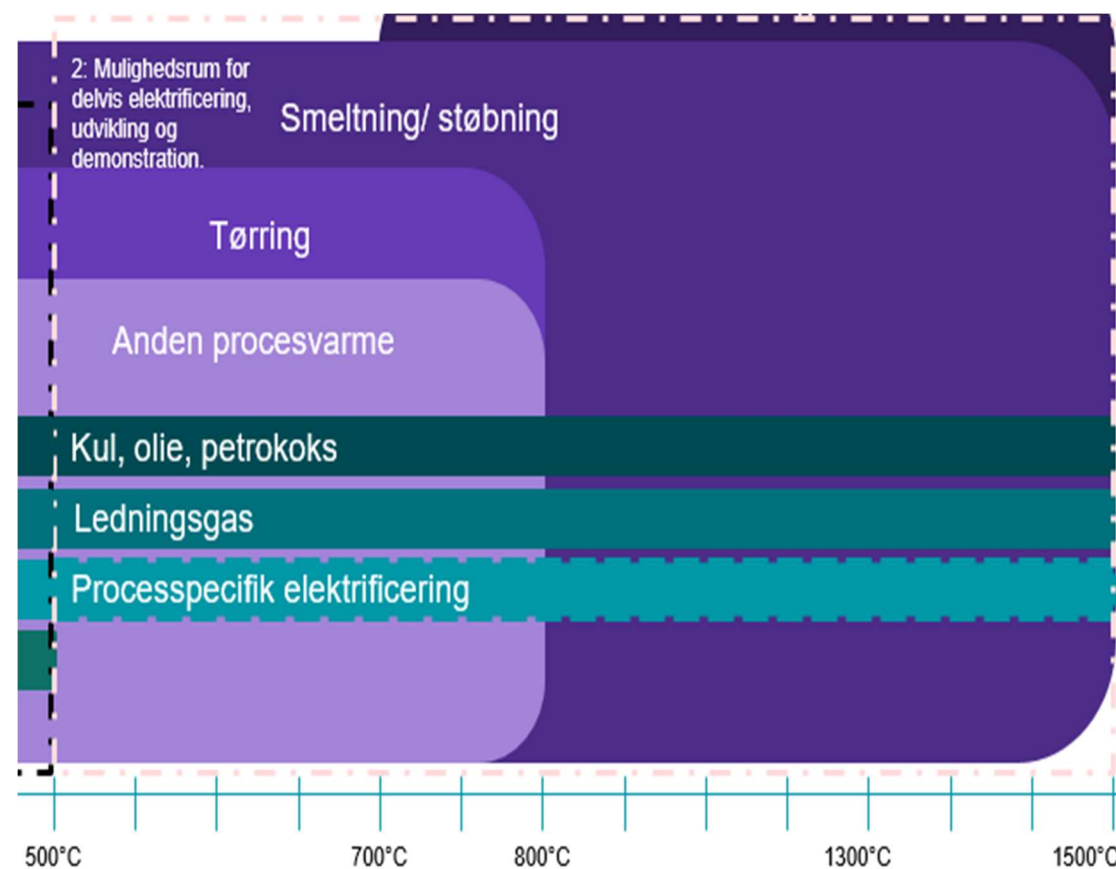 2: Mulighedsrum for
delvis elektrificering,
udvikling og
demonstration.
Smeltning/ støbning
Tørring
Anden procesvarme
Kul, olie, petrokoks
Ledningsgas
Processpecifik elektrificering
500°C 700°C 800°C 1300°C 1500°C